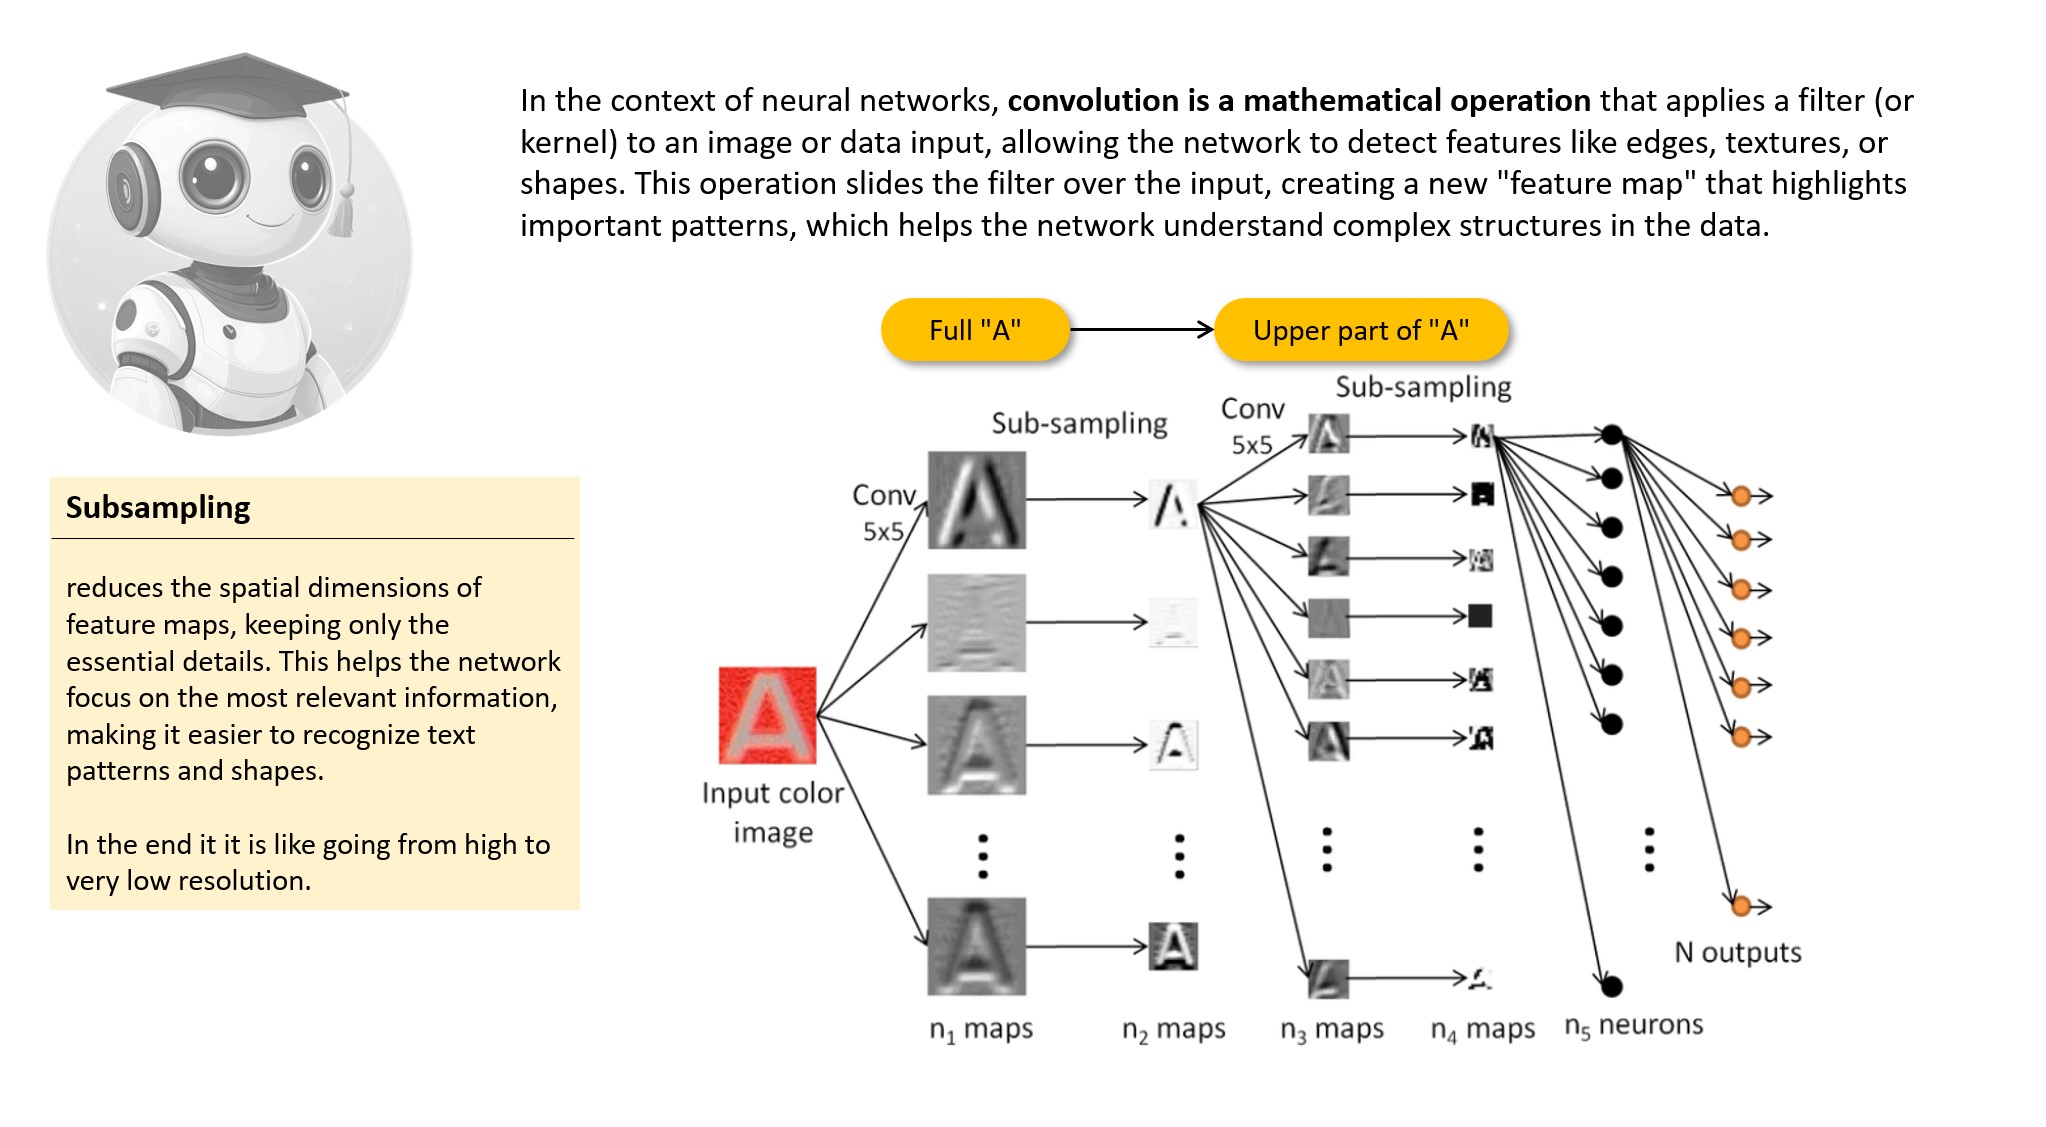 In the context of neural networks, convolution is a mathematical operation that applies a filter (or
kernel) to an image or data input, allowing the network to detect features like edges, textures, or
shapes. This operation slides the filter over the input, creating a new "feature map" that highlights
important patterns, which helps the network understand complex structures in the data.
Full "A"
Upper part of "A"
Sub-sampling
Conv
5x5
Sub-sampling
Conv
5x5
Subsampling
reduces the spatial dimensions of
feature maps, keeping only the
essential details. This helps the network
focus on the most relevant information,
making it easier to recognize text
patterns and shapes.
In the end it it is like going from high to
very low resolution.
A
Input color
image
N outputs
n₁ maps
n₂ maps
n₃ maps
n₄ maps
n₅ neurons